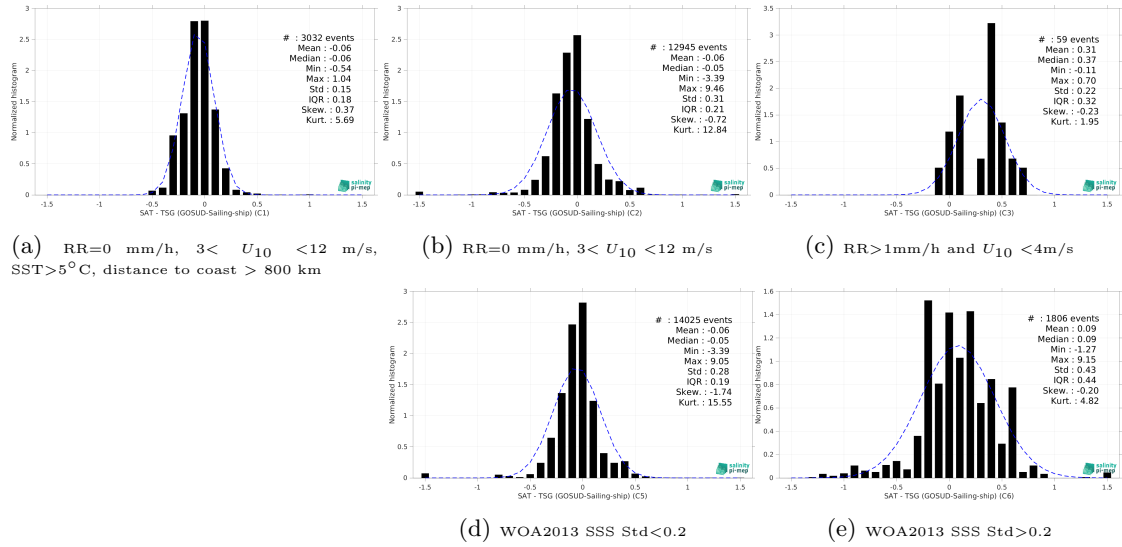 3
2.5
2
1.5
1
0.5
0
Normalized histogram
# : 3032 events
Mean : -0.06
Median : -0.06
Min : -0.54
Max : 1.04
Std : 0.15
IQR : 0.18
Skew. : 0.37
Kurt. : 5.69
salinity
pi-mep
-1.5 -1 -0.5 0 0.5 1 1.5
SAT - TSG (GOSUD-Sailing-ship) (C1)
(a) RR=0 mm/h, 3< U10 <12 m/s,
SST>5°C, distance to coast > 800 km
3
2.5
2
1.5
1
0.5
0
Normalized histogram
# : 12945 events
Mean : -0.06
Median : -0.05
Min : -3.39
Max : 9.46
Std : 0.31
IQR : 0.21
Skew. : -0.72
Kurt. : 12.84
salinity
pi-mep
-1.5 -1 -0.5 0 0.5 1 1.5
SAT - TSG (GOSUD-Sailing-ship) (C2)
(b) RR=0 mm/h, 3< U10 <12 m/s
3.5
3
2.5
2
1.5
1
0.5
0
Normalized histogram
# : 59 events
Mean : 0.31
Median : 0.37
Min : -0.11
Max : 0.70
Std : 0.22
IQR : 0.32
Skew. : -0.23
Kurt. : 1.95
salinity
pi-mep
-1.5 -1 -0.5 0 0.5 1 1.5
SAT - TSG (GOSUD-Sailing-ship) (C3)
(c) RR>1mm/h and U10 <4m/s
3
2.5
2
1.5
1
0.5
0
Normalized histogram
# : 14025 events
Mean : -0.06
Median : -0.05
Min : -3.39
Max : 9.05
Std : 0.28
IQR : 0.19
Skew. : -1.74
Kurt. : 15.55
salinity
pi-mep
-1.5 -1 -0.5 0 0.5 1 1.5
SAT - TSG (GOSUD-Sailing-ship) (C5)
(d) WOA2013 SSS Std<0.2
1.6
1.4
1.2
1
0.8
0.6
0.4
0.2
0
Normalized histogram
# : 1806 events
Mean : 0.09
Median : 0.09
Min : -1.27
Max : 9.15
Std : 0.43
IQR : 0.44
Skew. : -0.20
Kurt. : 4.82
salinity
pi-mep
-1.5 -1 -0.5 0 0.5 1 1.5
SAT - TSG (GOSUD-Sailing-ship) (C6)
(e) WOA2013 SSS Std>0.2